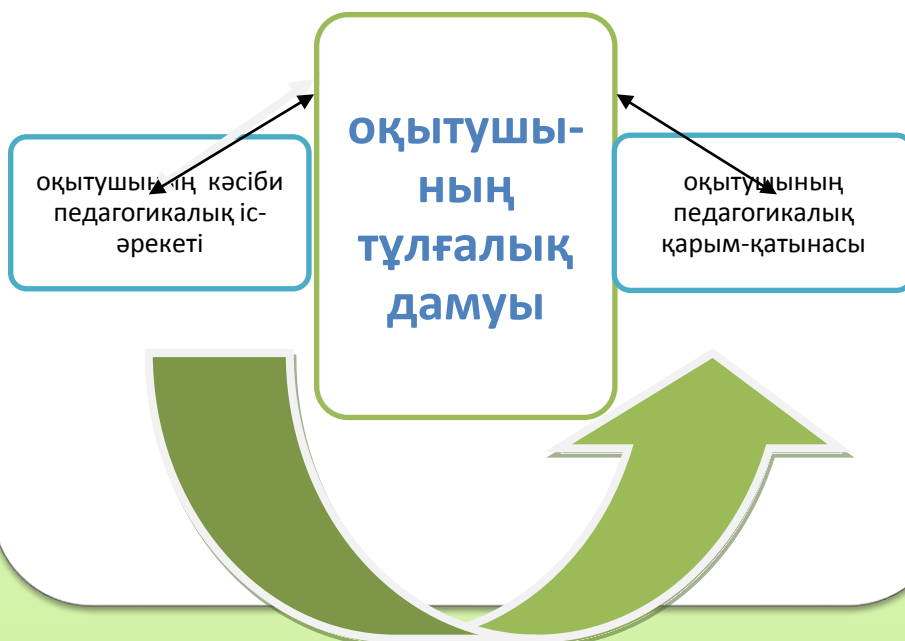 оқытушының кәсіби
педагогикалық іс-
әрекеті
оқытушы-
ның
тұлғалық
дамуы
оқытушының
педагогикалық
қарым-қатынасы